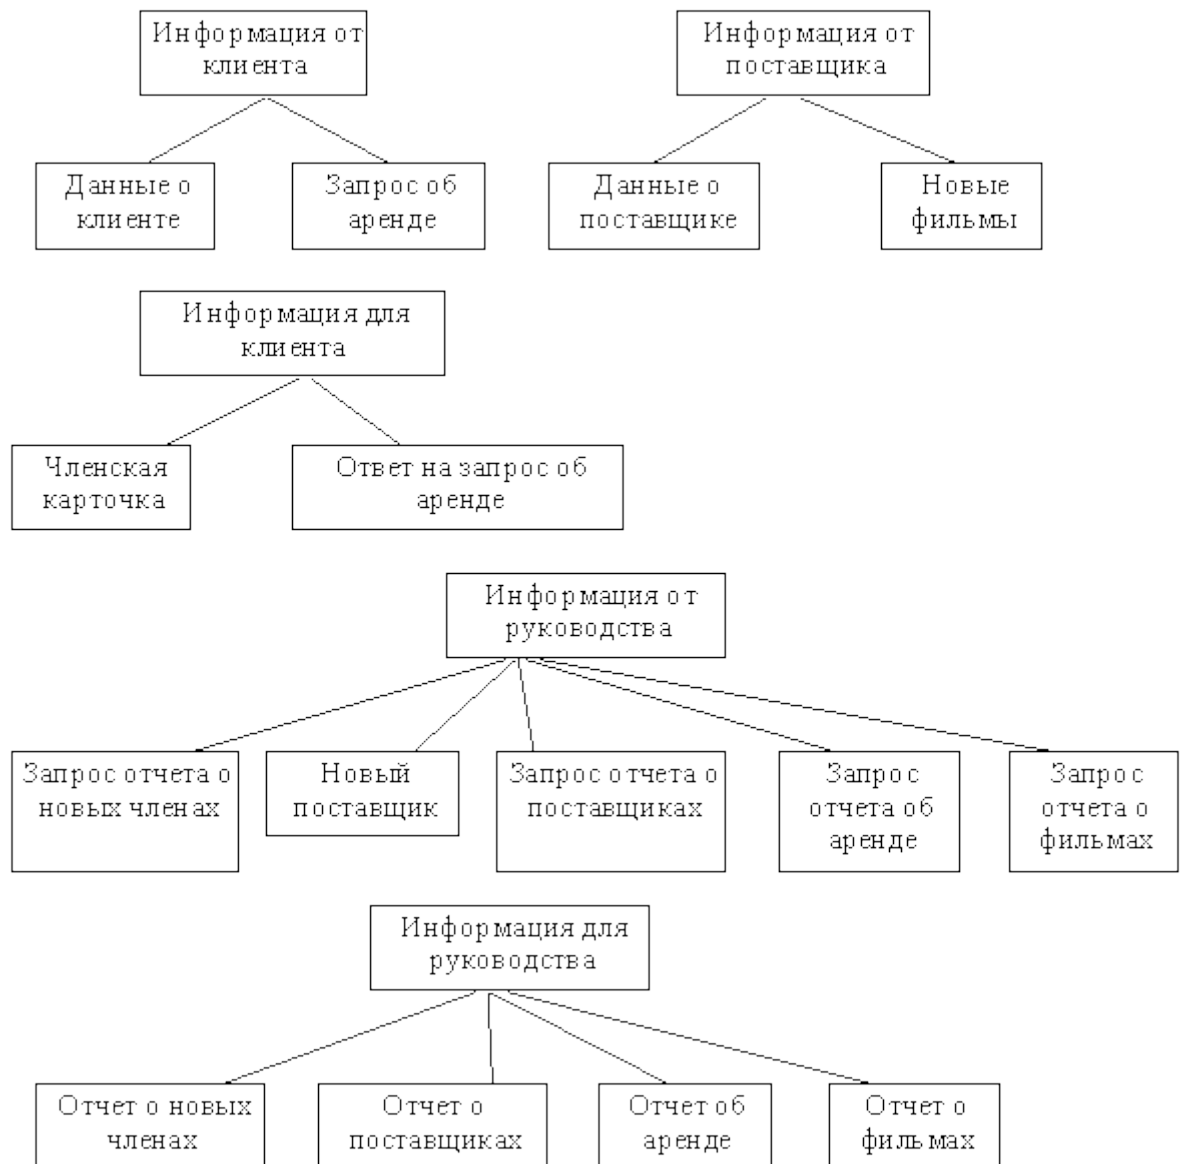 Информация от
клиента
Информация от
поставщика
Данные о
клиенте
Запрос об
аренде
Данные о
поставщике
Новые
фильмы
Информация для
клиента
Членская
карточка
Ответ на запрос об
аренде
Информация от
руководства
Запрос отчета о
новых членах
Новый
поставщик
Запрос отчета о
поставщиках
Запрос
отчета об
аренде
Запрос
отчета о
фильмах
Информация для
руководства
Отчет о новых
членах
Отчет о
поставщиках
Отчет об
аренде
Отчет о
фильмах